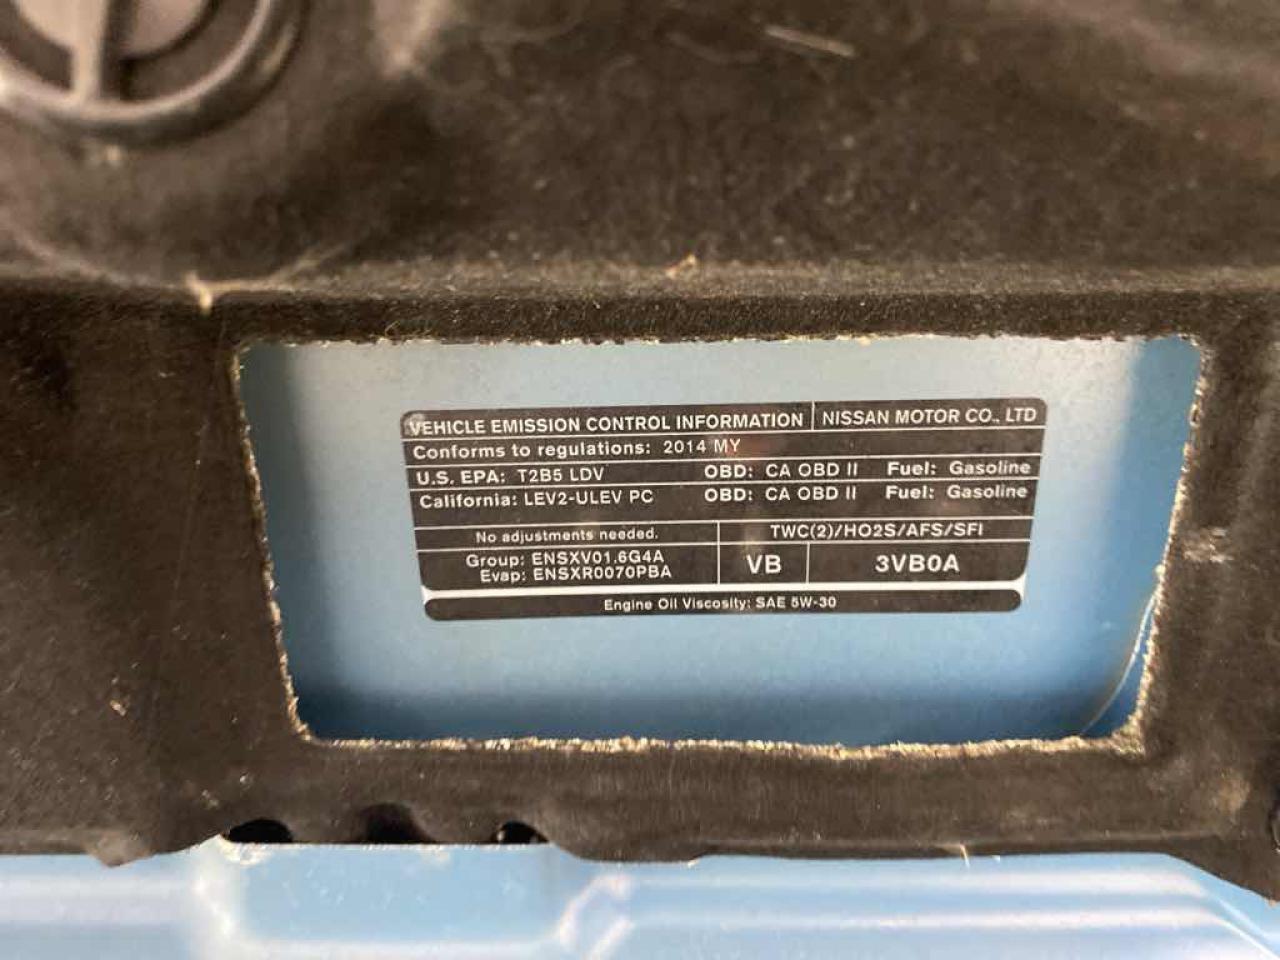 VEHICLE EMISSION CONTROL INFORMATION NISSAN MOTOR CO., LTD
Conforms to regulations: 2014 MY
U.S. EPA: T2B5 LDV OBD: CA OBD II Fuel: Gasoline
California: LEV2-ULEV PC OBD: CA OBD II Fuel: Gasoline
No adjustments needed. TWC(2)/HO2S/AFS/SFI
Group: ENSXV01.6G4A
Evap: ENSXR0070PBA
VB 3VB0A
Engine Oil Viscosity: SAE 5W-30